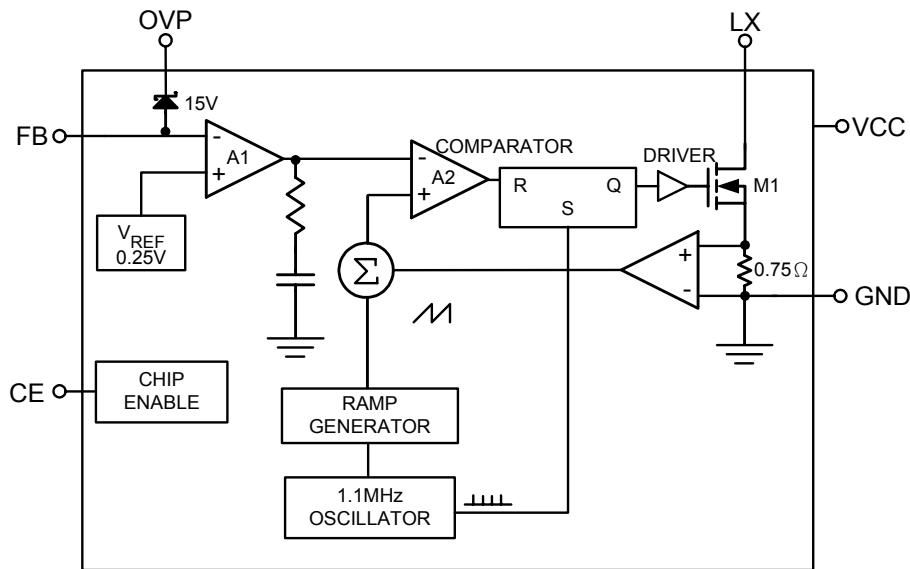 OVP
LX
15V
FB
-
A1
+
COMPARATOR
-
A2
+
DRIVER
VCC
R
Q
S
M1
VREF
0.25V
Σ
+
-
0.75Ω
GND
CE
CHIP
ENABLE
RAMP
GENERATOR
1.1MHz
OSCILLATOR